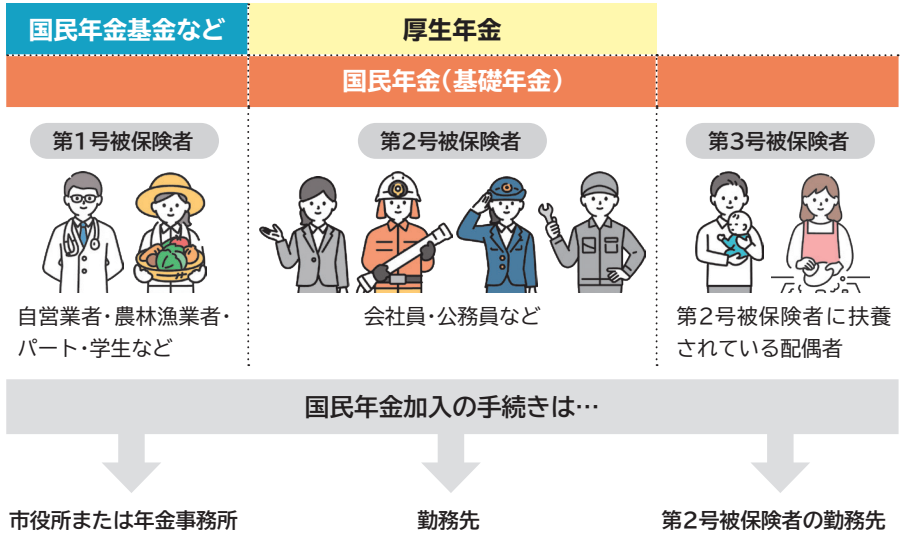 国民年金基金など
厚生年金
国民年金(基礎年金)
第1号被保険者
第2号被保険者
第3号被保険者
自営業者・農林漁業者・
パート・学生など
会社員・公務員など
第2号被保険者に扶養
されている配偶者
国民年金加入の手続きは…
市役所または年金事務所
勤務先
第2号被保険者の勤務先